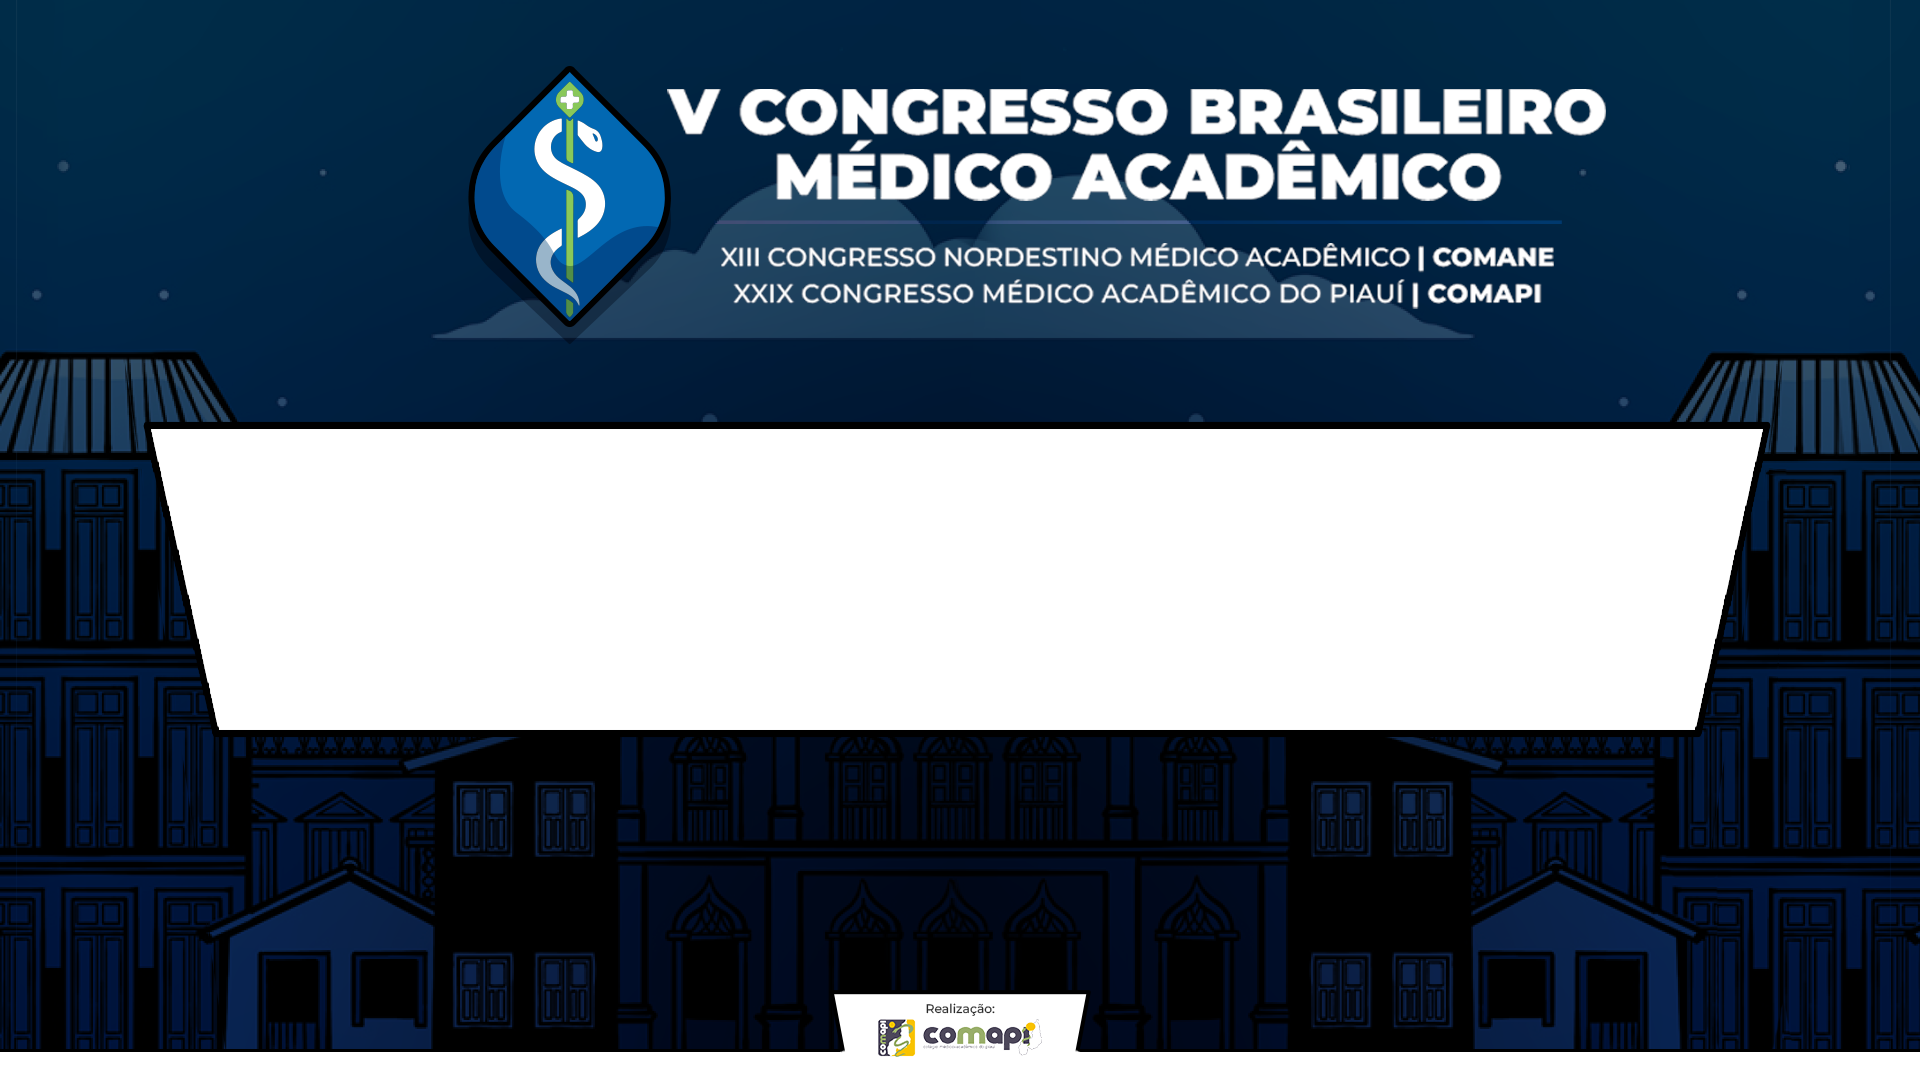 V CONGRESSO BRASILEIRO
MÉDICO ACADÊMICO
XIII CONGRESSO NORDESTINO MÉDICO ACADÊMICO | COMANE
XXIX CONGRESSO MÉDICO ACADÊMICO DO PIAUÍ | COMAPI
Realização:
comapi
comapi